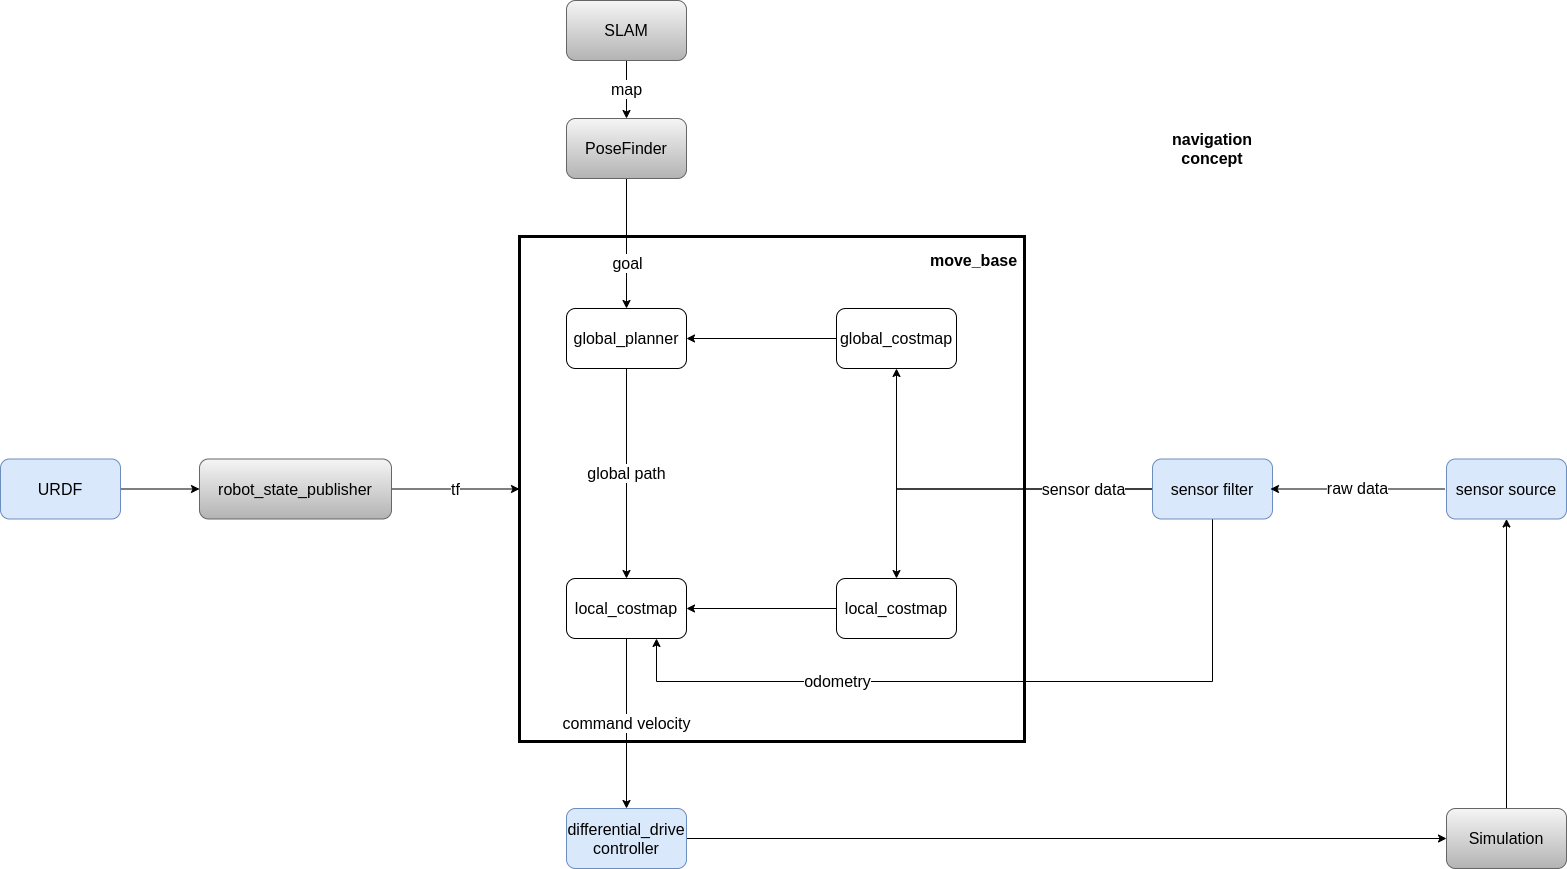 SLAM
map
PoseFinder
navigation
concept
goal
move_base
global_planner
global_costmap
global path
URDF
robot_state_publisher
tf
sensor data
sensor filter
raw data
sensor source
local_costmap
local_costmap
odometry
command velocity
differential_drive
controller
Simulation